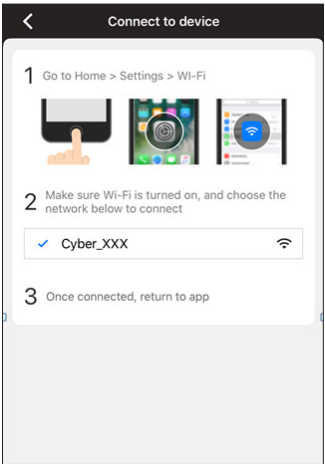 Connect to device
1 Go to Home > Settings > WI-Fi
2 Make sure Wi-Fi is turned on, and choose the
network below to connect
Cyber_XXX
3 Once connected, return to app